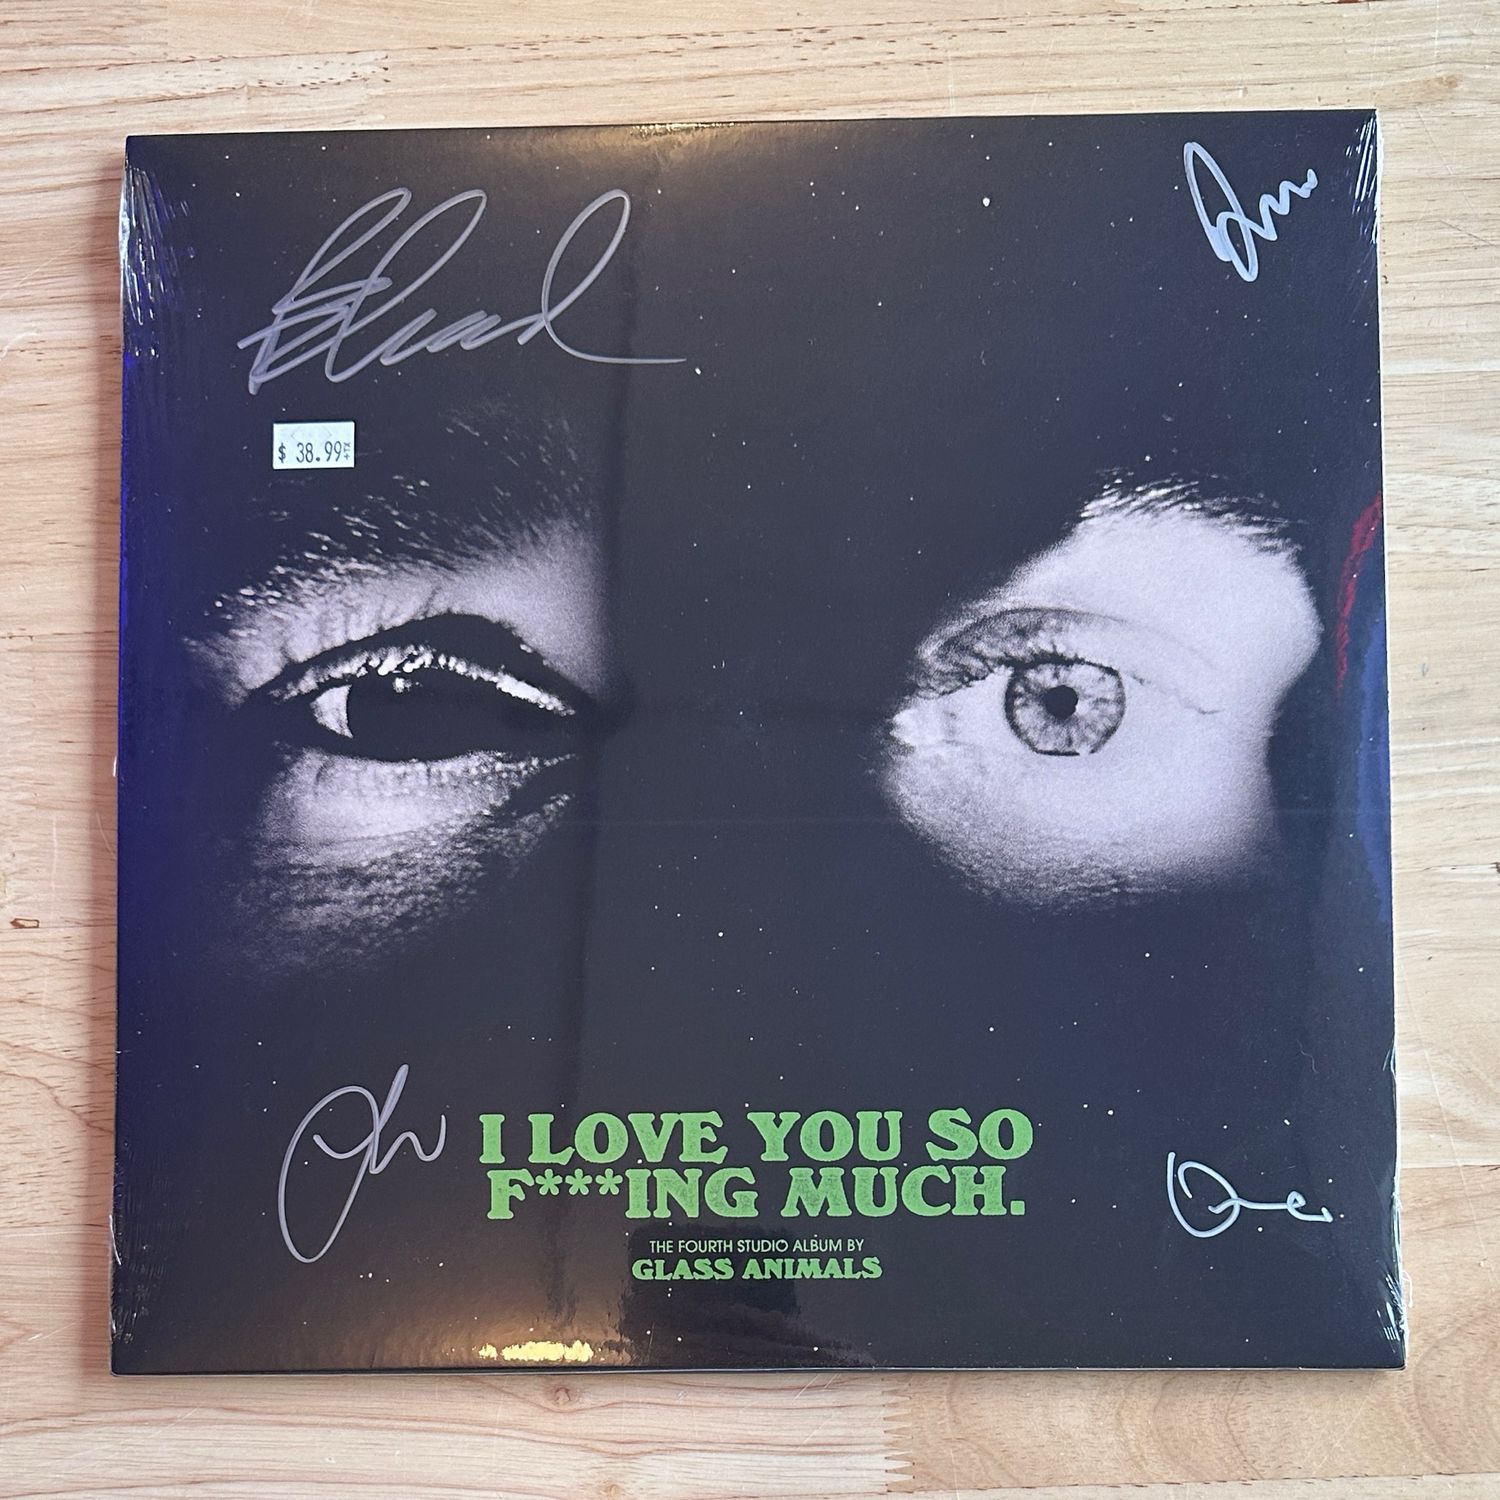 $ 38.99
I LOVE YOU SO
F***ING MUCH.
THE FOURTH STUDIO ALBUM BY
GLASS ANIMALS